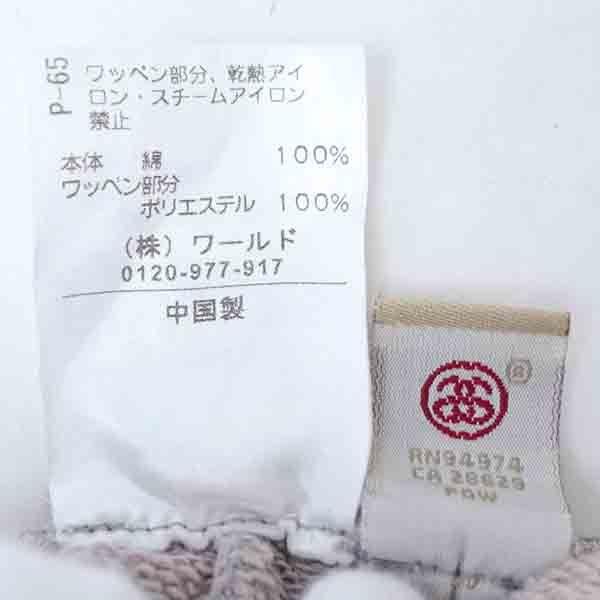 P-65
ワッペン部分、乾熱アイ
ロン・スチームアイロン
禁止
本体 綿 100%
ワッペン部分
ポリエステル 100%
(株) ワールド
0120-977-917
中国製
®
RN94974
CA 28629